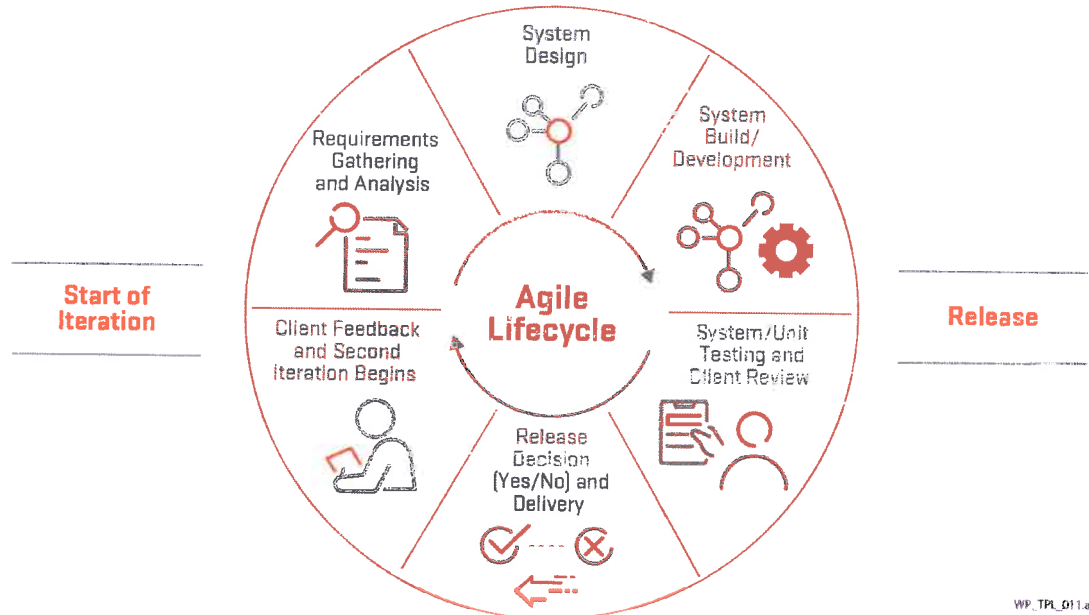 System
Design
System
Build/
Development
Requirements
Gathering
and Analysis
Start of
Iteration
Agile
Lifecycle
Release
Client Feedback
and Second
Iteration Begins
System/Unit
Testing and
Client Review
Release
Decision
(Yes/No) and
Delivery